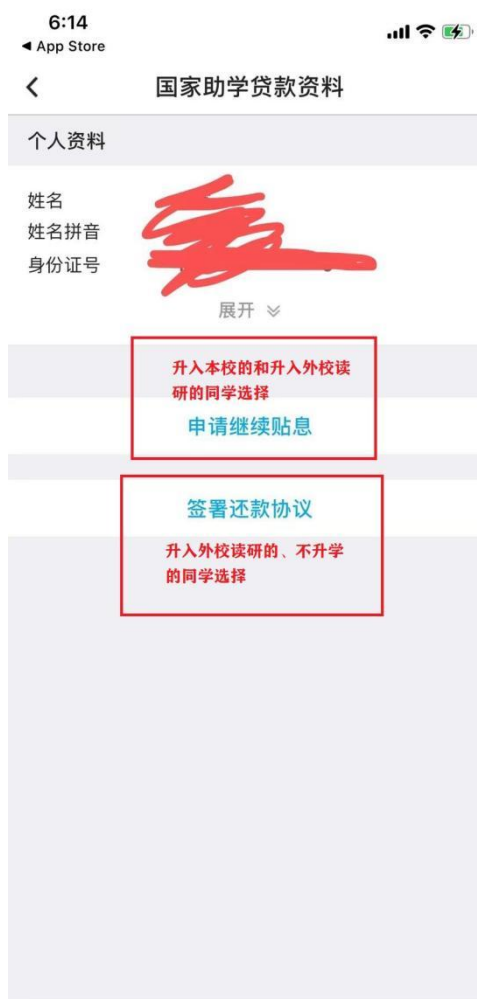 6:14
App Store
国家助学贷款资料
个人资料
姓名
姓名拼音
身份证号
展开
升入本校的和升入外校读
研的同学选择
申请继续贴息
签署还款协议
升入外校读研的、不升学
的同学选择